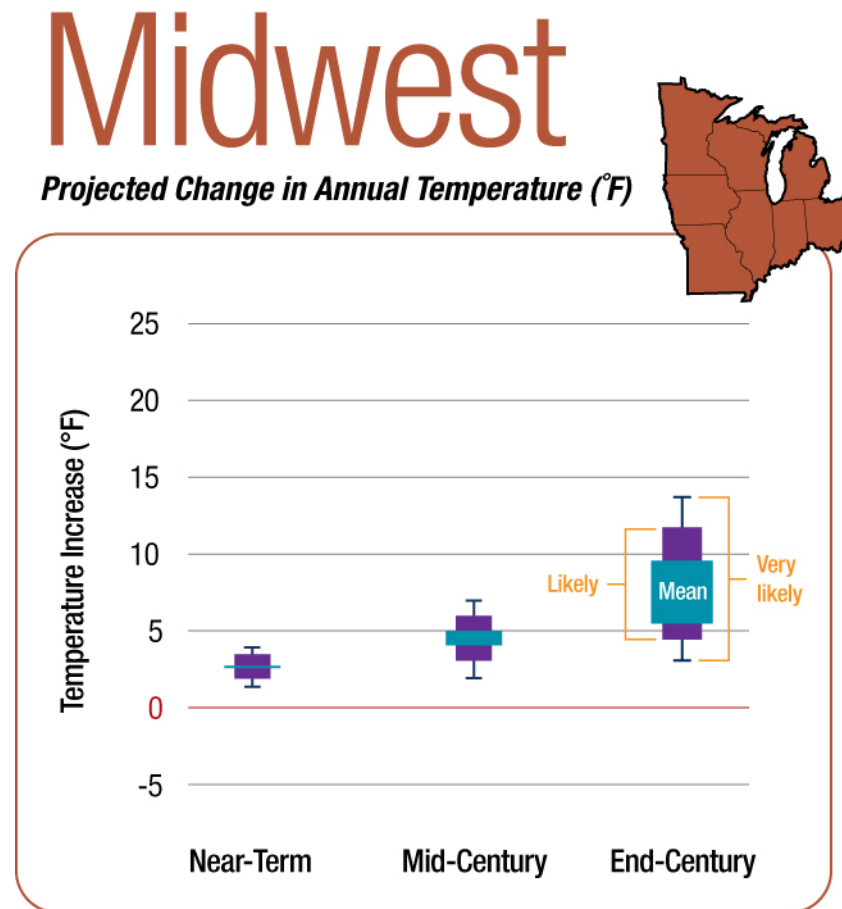 Midwest
Projected Change in Annual Temperature (°F)
Temperature Increase (°F)
25
20
15
10
5
0
-5
Likely
Mean
Very
likely
Near-Term
Mid-Century
End-Century